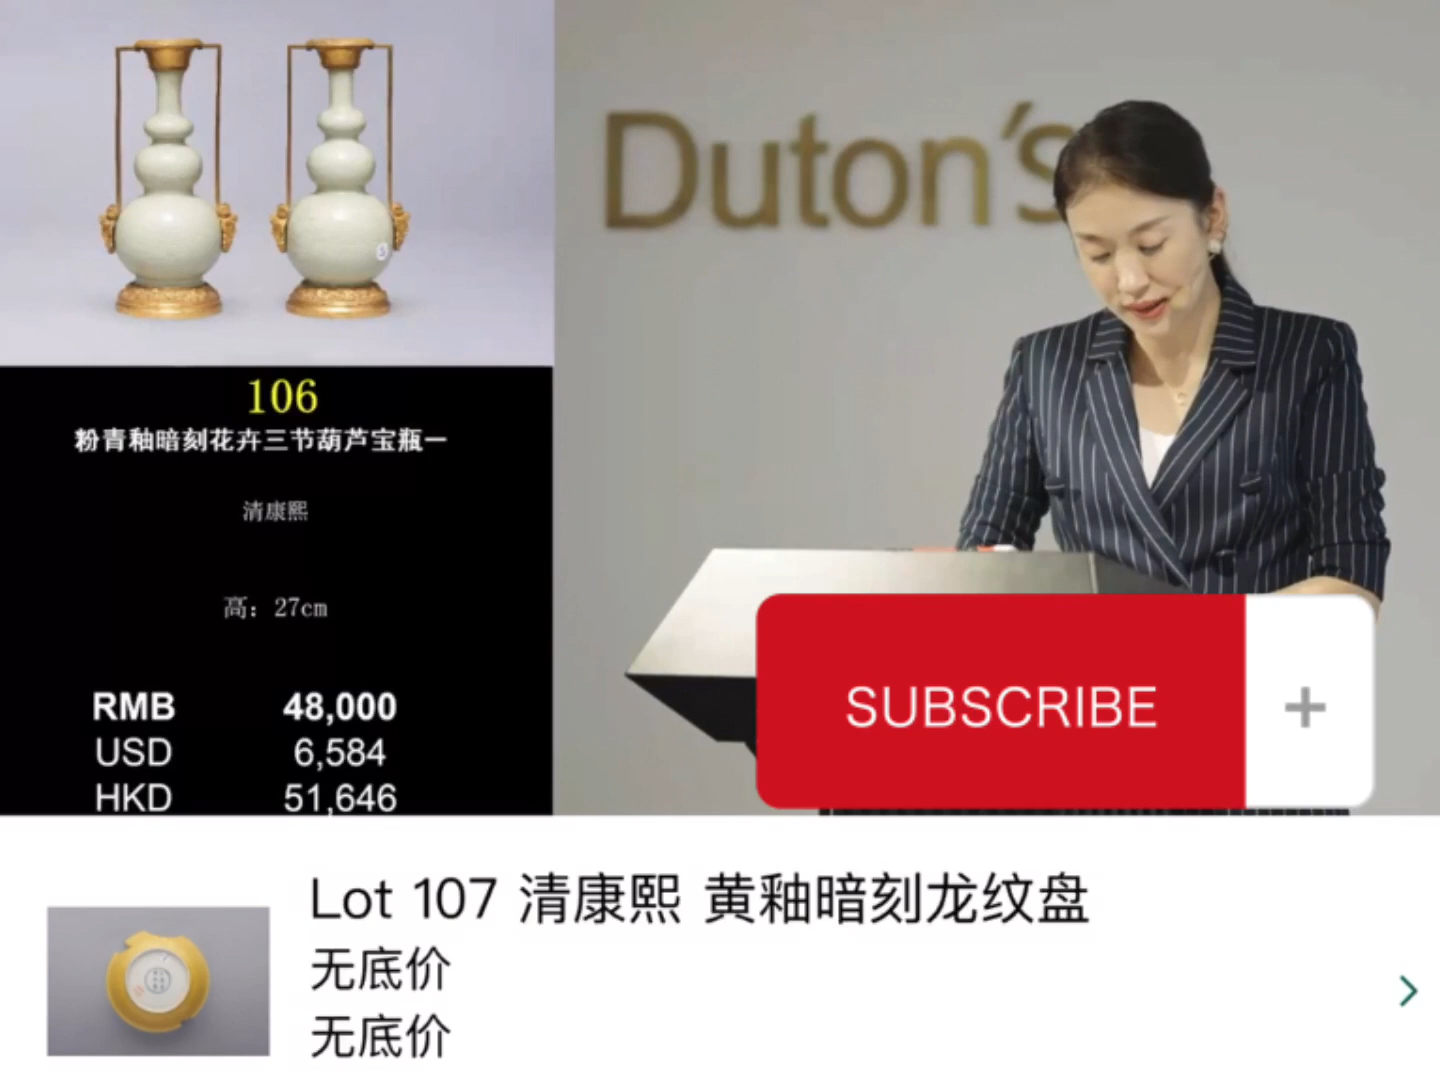 Duton's
106
粉青釉暗刻花卉三节葫芦宝瓶一
清康熙
高：27cm
RMB 48,000
USD 6,584
HKD 51,646
SUBSCRIBE +
Lot 107 清康熙 黄釉暗刻龙纹盘
无底价
无底价